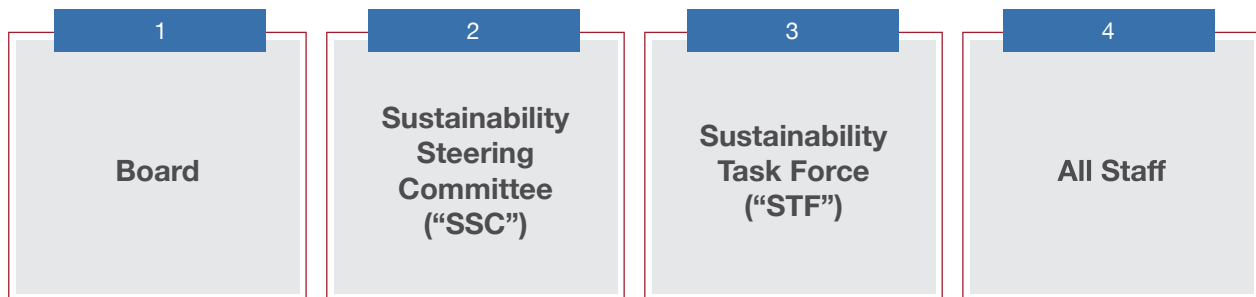 1
Board
2
Sustainability
Steering
Committee
(“SSC”)
3
Sustainability
Task Force
(“STF”)
4
All Staff